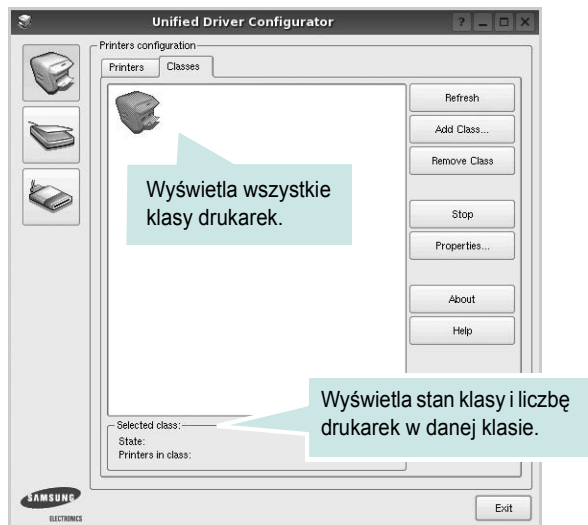 Unified Driver Configurator
Printers configuration
Printers
Classes
Refresh
Add Class...
Remove Class
Wyświetla wszystkie
klasy drukarek.
Stop
Properties...
About
Help
Wyświetla stan klasy i liczbę
drukarek w danej klasie.
Selected class:
State:
Printers in class:
SAMSUNG
ELECTRONICS
Exit